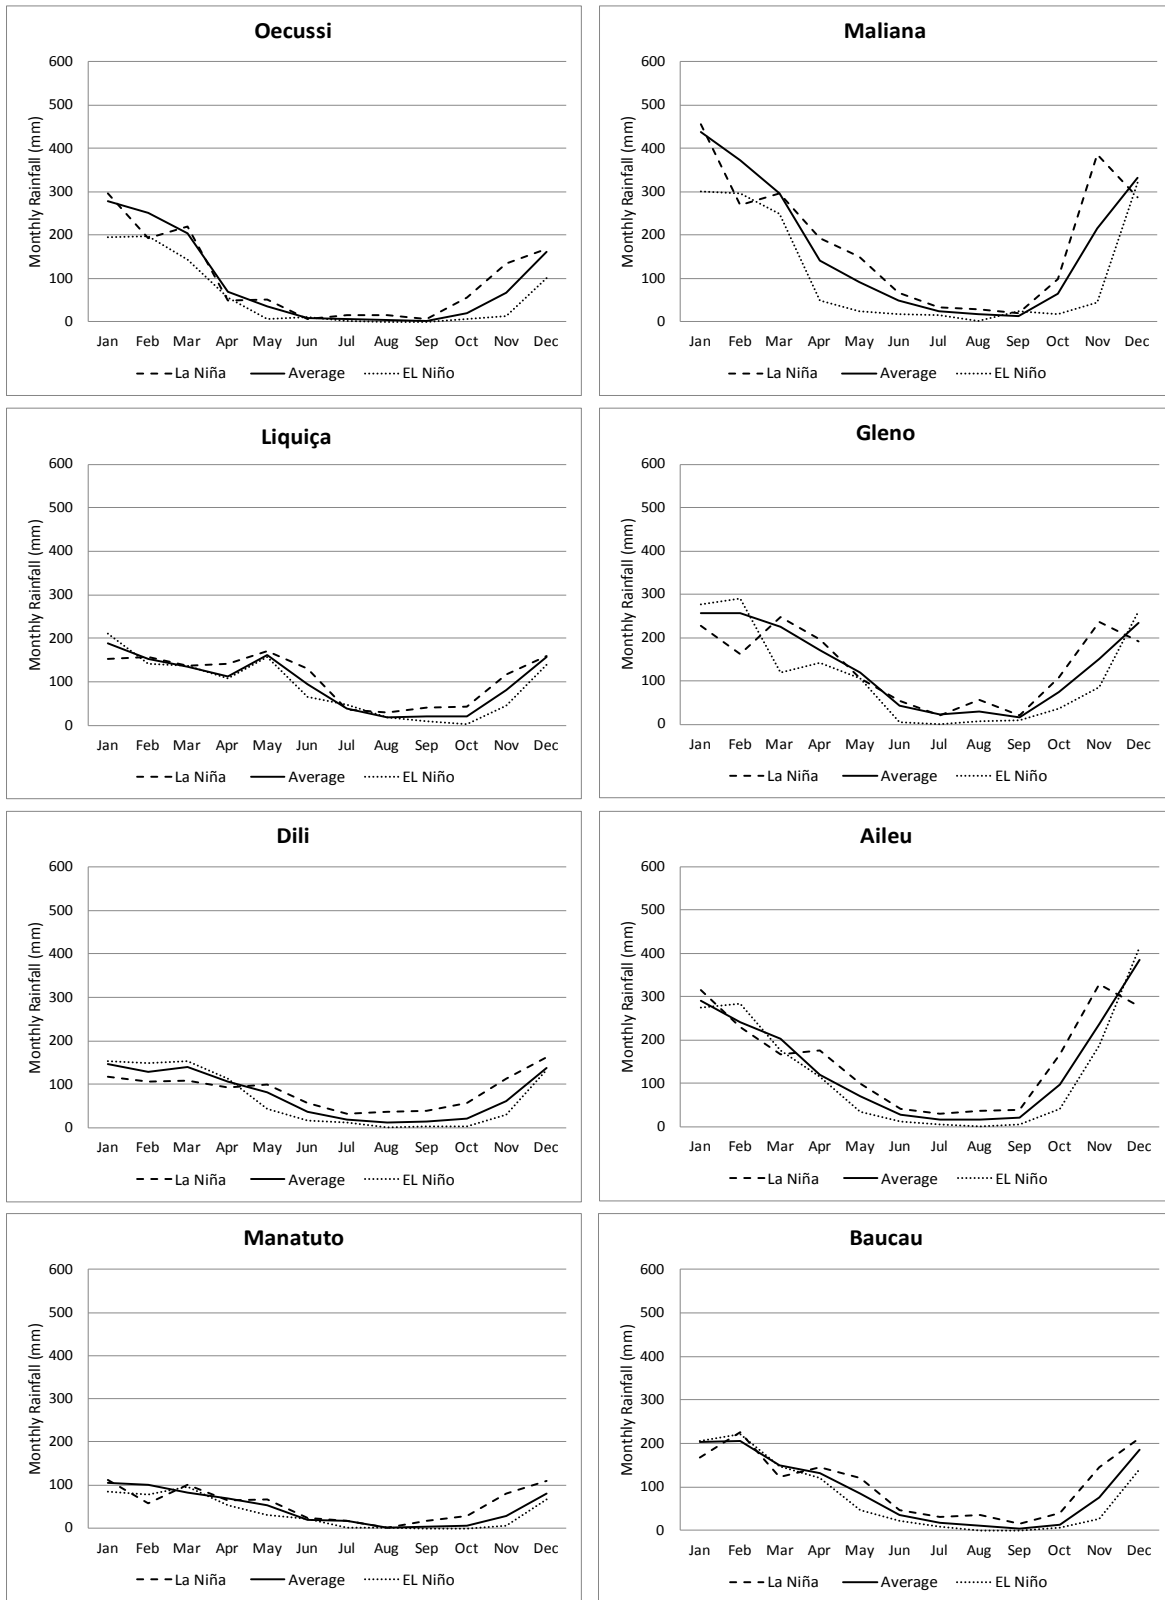 Oecussi
Monthly Rainfall (mm)
600
500
400
300
200
100
0
Jan Feb Mar Apr May Jun Jul Aug Sep Oct Nov Dec
La Niña Average EL Niño
Maliana
Monthly Rainfall (mm)
600
500
400
300
200
100
0
Jan Feb Mar Apr May Jun Jul Aug Sep Oct Nov Dec
La Niña Average EL Niño
Liquiça
Monthly Rainfall (mm)
600
500
400
300
200
100
0
Jan Feb Mar Apr May Jun Jul Aug Sep Oct Nov Dec
La Niña Average EL Niño
Gleno
Monthly Rainfall (mm)
600
500
400
300
200
100
0
Jan Feb Mar Apr May Jun Jul Aug Sep Oct Nov Dec
La Niña Average EL Niño
Dili
Monthly Rainfall (mm)
600
500
400
300
200
100
0
Jan Feb Mar Apr May Jun Jul Aug Sep Oct Nov Dec
La Niña Average EL Niño
Aileu
Monthly Rainfall (mm)
600
500
400
300
200
100
0
Jan Feb Mar Apr May Jun Jul Aug Sep Oct Nov Dec
La Niña Average EL Niño
Manatuto
Monthly Rainfall (mm)
600
500
400
300
200
100
0
Jan Feb Mar Apr May Jun Jul Aug Sep Oct Nov Dec
La Niña Average EL Niño
Baucau
Monthly Rainfall (mm)
600
500
400
300
200
100
0
Jan Feb Mar Apr May Jun Jul Aug Sep Oct Nov Dec
La Niña Average EL Niño